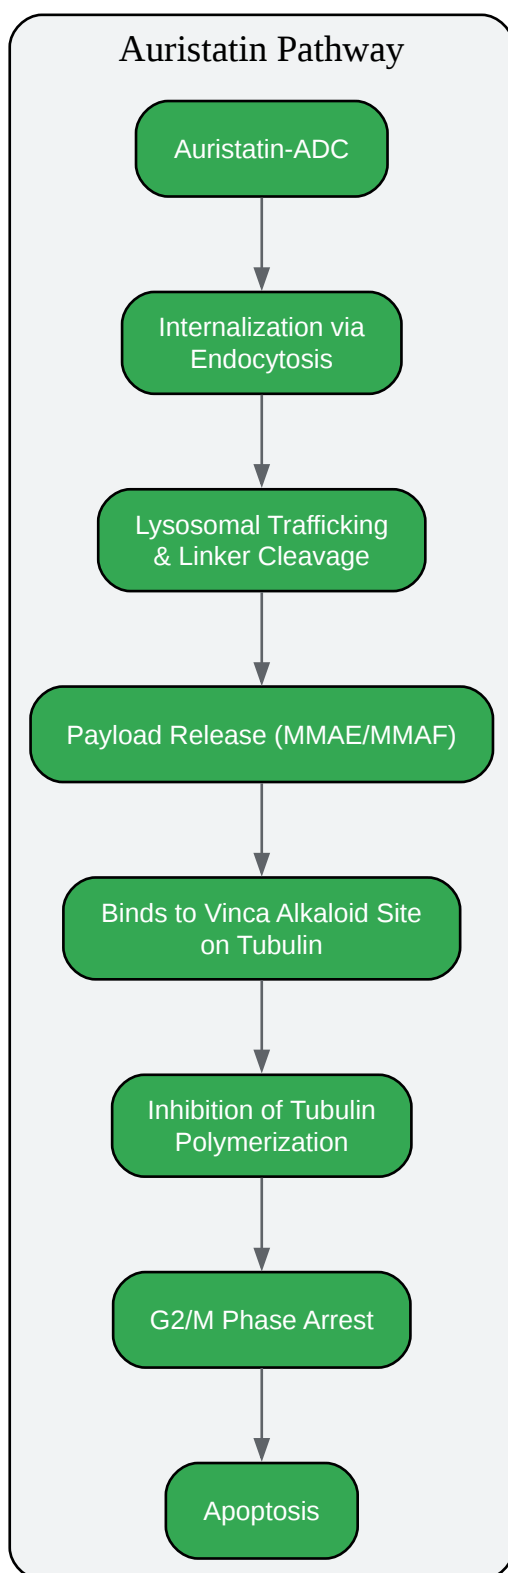 Auristatin Pathway
Auristatin-ADC
Internalization via
Endocytosis
Lysosomal Trafficking
& Linker Cleavage
Payload Release (MMAE/MMAF)
Binds to Vinca Alkaloid Site
on Tubulin
Inhibition of Tubulin
Polymerization
G2/M Phase Arrest
Apoptosis